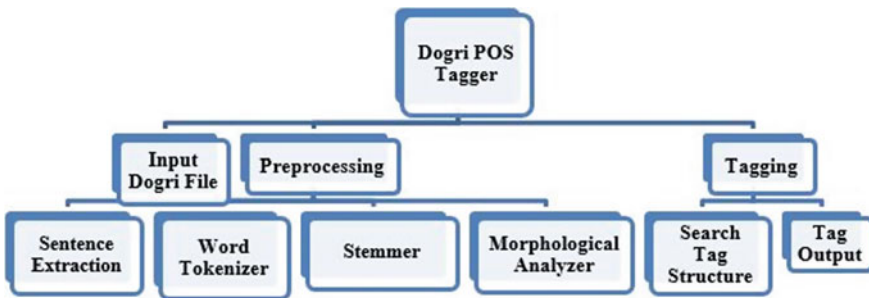 Dogri POS
Tagger
Input
Dogri File
Preprocessing
Tagging
Sentence
Extraction
Word
Tokenizer
Stemmer
Morphological
Analyzer
Search
Tag
Structure
Tag
Output